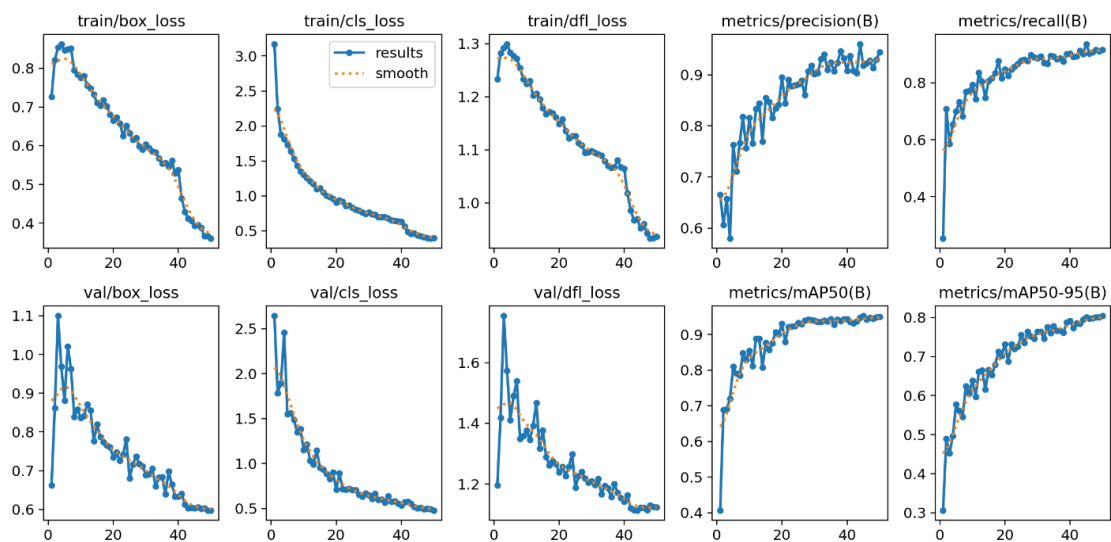 train/box_loss
train/cls_loss
train/dfl_loss
metrics/precision(B)
metrics/recall(B)
0.8
0.7
0.6
0.5
0.4
0 20 40
results
smooth
3.0
2.5
2.0
1.5
1.0
0.5
0 20 40
1.3
1.2
1.1
1.0
0 20 40
0.9
0.8
0.7
0.6
0 20 40
1.0
0.8
0.6
0.4
0 20 40
val/box_loss
val/cls_loss
val/dfl_loss
metrics/mAP50(B)
metrics/mAP50-95(B)
1.1
1.0
0.9
0.8
0.7
0.6
0 20 40
2.5
2.0
1.5
1.0
0.5
0 20 40
1.6
1.4
1.2
0 20 40
0.9
0.8
0.7
0.6
0.5
0.4
0 20 40
0.8
0.7
0.6
0.5
0.4
0.3
0 20 40